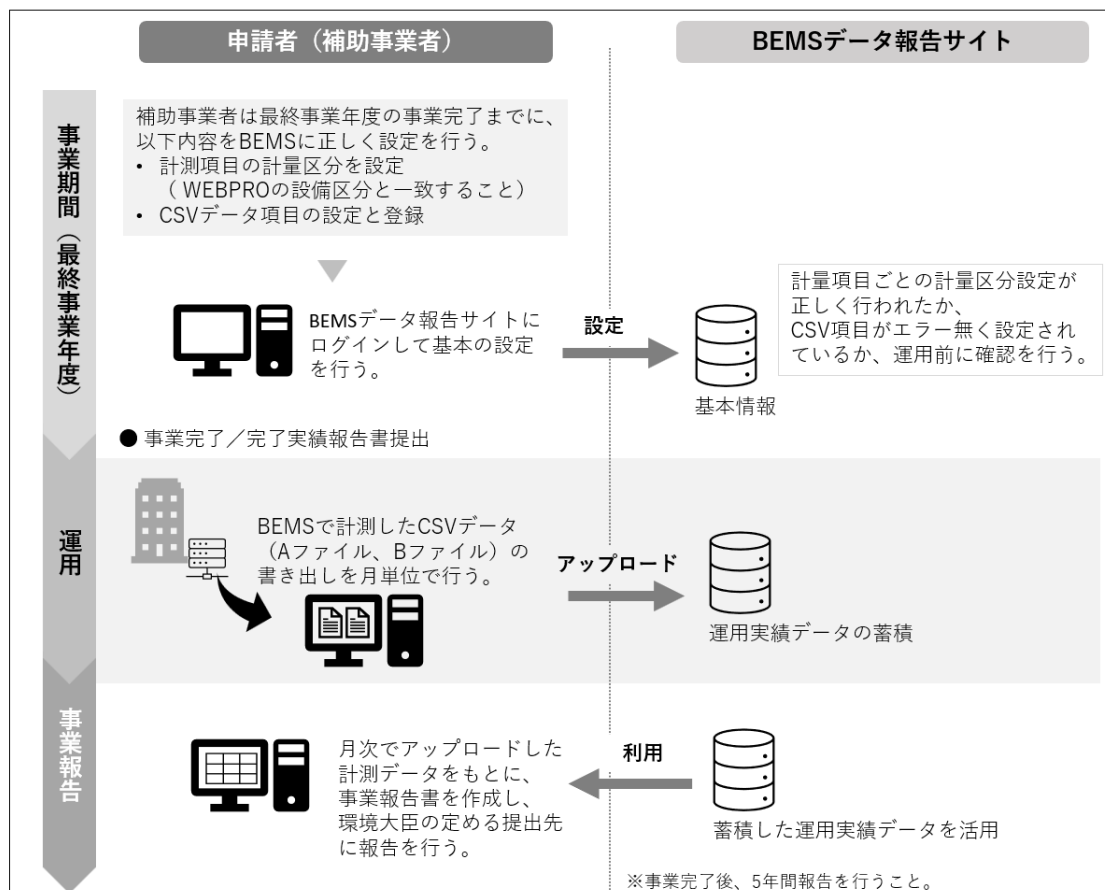 申請者（補助事業者）
BEMSデータ報告サイト
事業期間（最終事業年度）
補助事業者は最終事業年度の事業完了までに、
以下内容をBEMSに正しく設定を行う。
• 計測項目の計量区分を設定
（ WEBPROの設備区分と一致すること）
• CSVデータ項目の設定と登録
BEMSデータ報告サイトに
ログインして基本の設定
を行う。
設定
計量項目ごとの計量区分設定が
正しく行われたか、
CSV項目がエラー無く設定され
ているか、運用前に確認を行う。
基本情報
● 事業完了／完了実績報告書提出
運用
BEMSで計測したCSVデータ
（Aファイル、Bファイル）の
書き出しを月単位で行う。
アップロード
運用実績データの蓄積
事業報告
月次でアップロードした
計測データをもとに、
事業報告書を作成し、
環境大臣の定める提出先
に報告を行う。
利用
蓄積した運用実績データを活用
※事業完了後、5年間報告を行うこと。